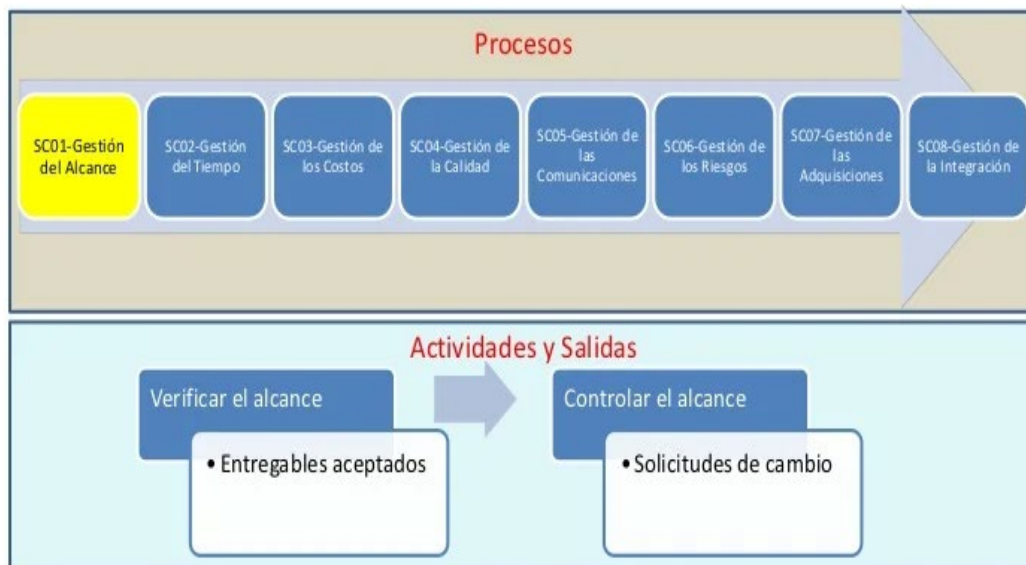 Procesos
SC01-Gestión
del Alcance
SC02-Gestión
del Tiempo
SC03-Gestión de
los Costos
SC04-Gestión de
la Calidad
SC05-Gestión de
las
Comunicaciones
SC06-Gestión de
los Riesgos
SC07-Gestión de
las
Adquisiciones
SC08-Gestión de
la Integración
Actividades y Salidas
Verificar el alcance
• Entregables aceptados
Controlar el alcance
• Solicitudes de cambio